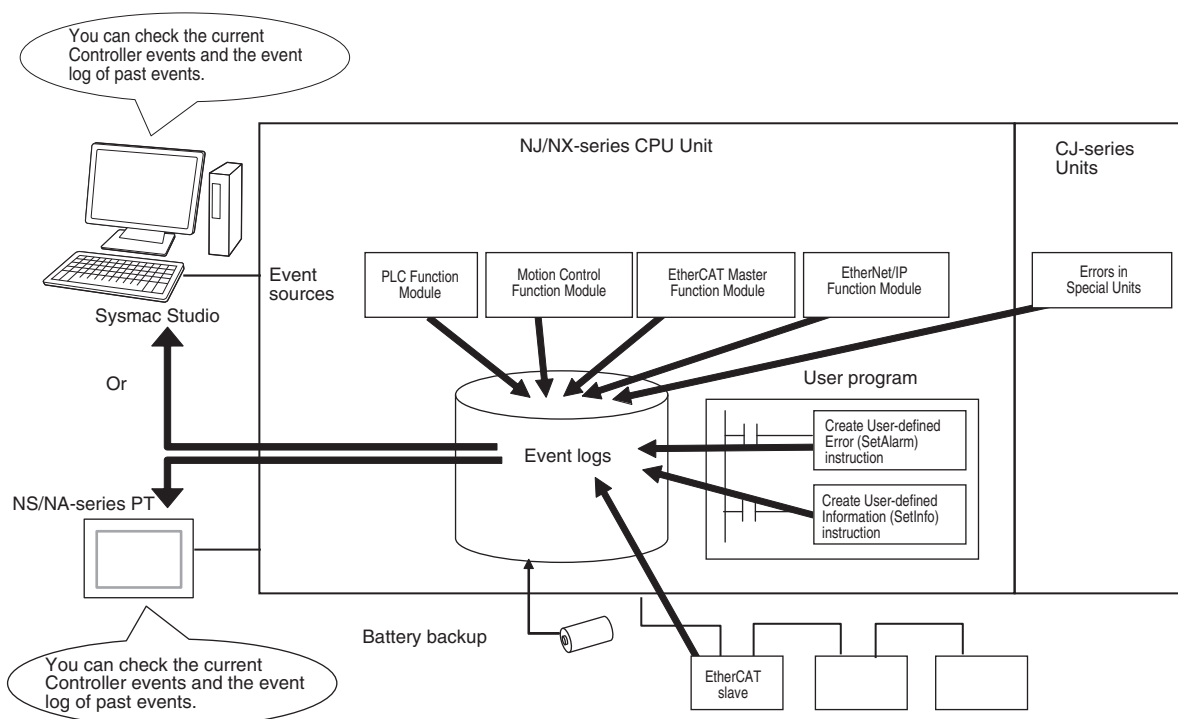 You can check the current
Controller events and the event
log of past events.
NJ/NX-series CPU Unit
CJ-series
Units
Event
sources
PLC Function
Module
Motion Control
Function Module
EtherCAT Master
Function Module
EtherNet/IP
Function Module
Errors in
Special Units
Sysmac Studio
Or
User program
Create User-defined
Error (SetAlarm)
instruction
Event logs
Create User-defined
Information (SetInfo)
instruction
NS/NA-series PT
Battery backup
EtherCAT
slave
You can check the current
Controller events and the event
log of past events.